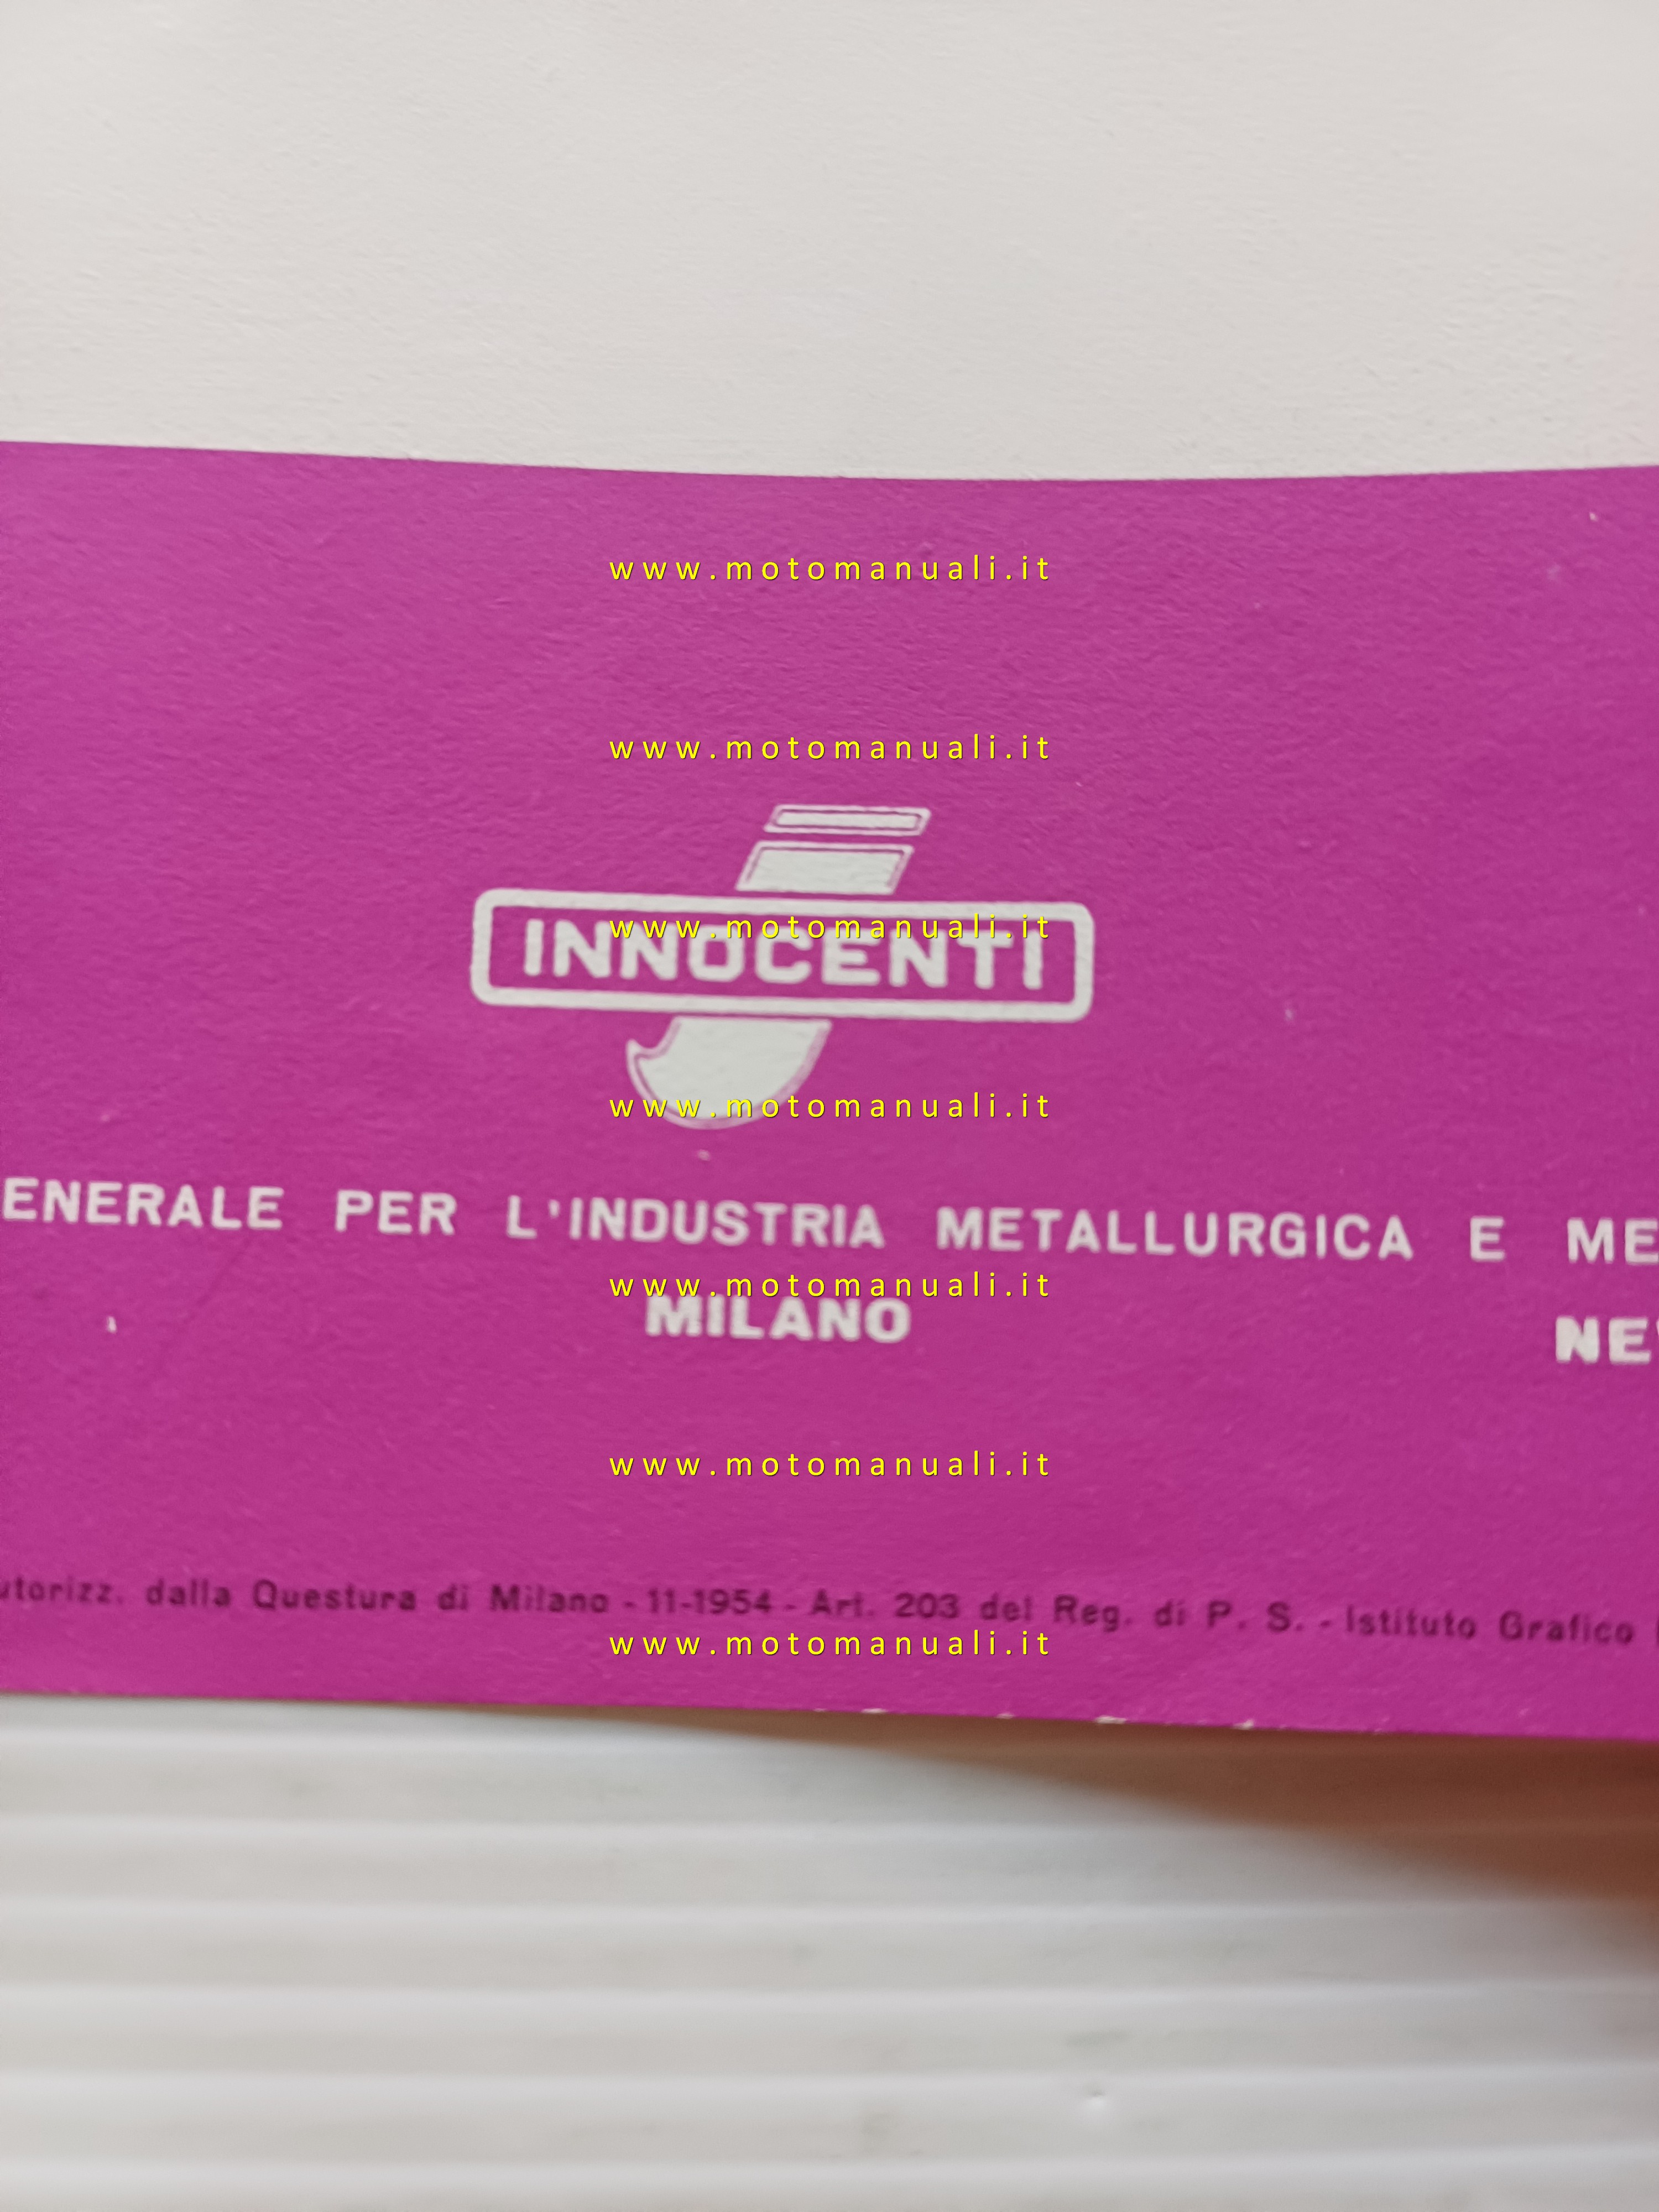 www.motomanuali.it
www.motomanuali.it
INNOCENTI
www.motomanuali.it
www.motomanuali.it
ENERALE PER L'INDUSTRIA METALLURGICA E ME
www.motomanuali.it
MILANO NE
www.motomanuali.it
utorizz. dalla Questura di Milano - 11-1954 - Art. 203 del Reg. di P. S. - Istituto Grafico
www.motomanuali.it